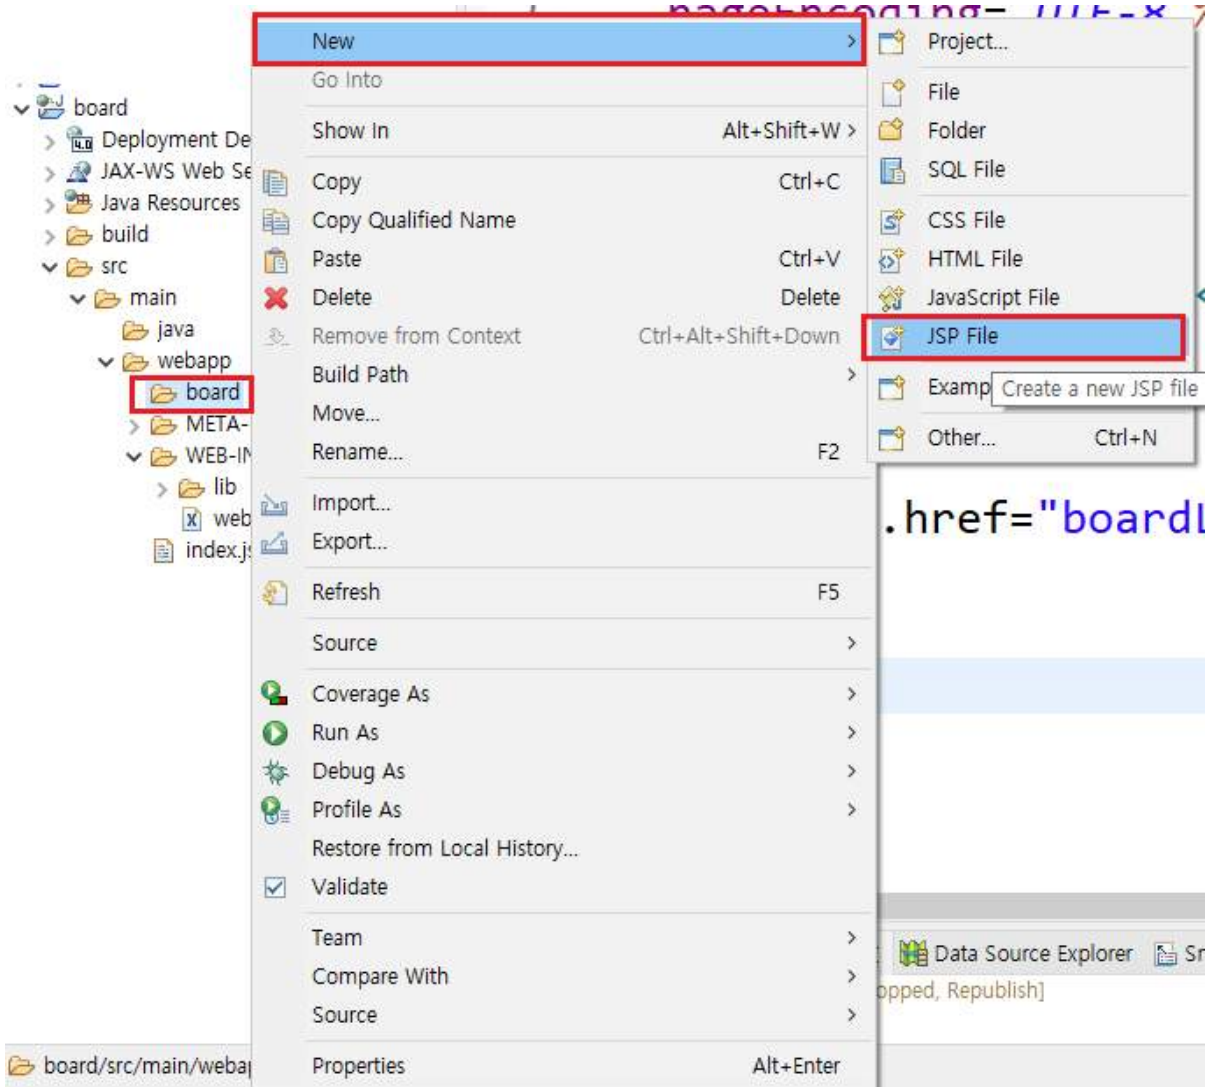 pageEncoding="UTF-8"%
board
Deployment De
JAX-WS Web Se
Java Resources
build
src
main
java
webapp
board
META-
WEB-IN
lib
web
index.js
board/src/main/webap
New
Go Into
Show In Alt+Shift+W >
Copy Ctrl+C
Copy Qualified Name
Paste Ctrl+V
Delete Delete
Remove from Context Ctrl+Alt+Shift+Down
Build Path
Move...
Rename... F2
Import...
Export...
Refresh F5
Source
Coverage As
Run As
Debug As
Profile As
Restore from Local History...
Validate
Team
Compare With
Source
Properties Alt+Enter
Project...
File
Folder
SQL File
CSS File
HTML File
JavaScript File
JSP File
Examp
Create a new JSP file
Other... Ctrl+N
.href="boardL
Data Source Explorer Sn
opped, Republish]